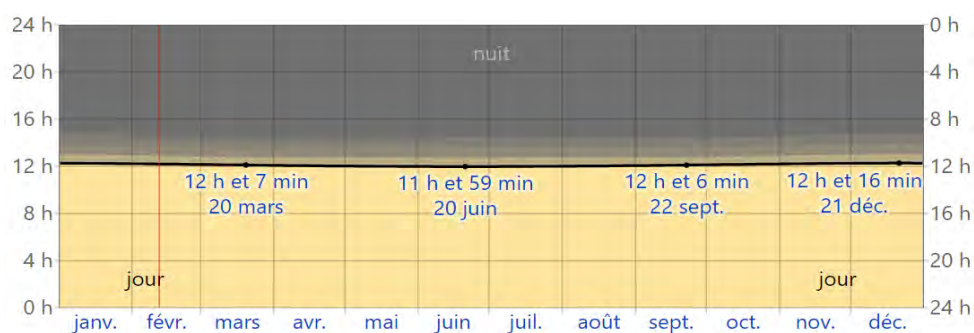 24 h
0 h
nuit
20 h
4 h
16 h
8 h
12 h
12 h
12 h et 7 min
11 h et 59 min
12 h et 6 min
12 h et 16 min
20 mars
20 juin
22 sept.
21 déc.
8 h
16 h
4 h
jour
jour
20 h
0 h
24 h
janv. févr. mars avr. mai juin juil. août sept. oct. nov. déc.